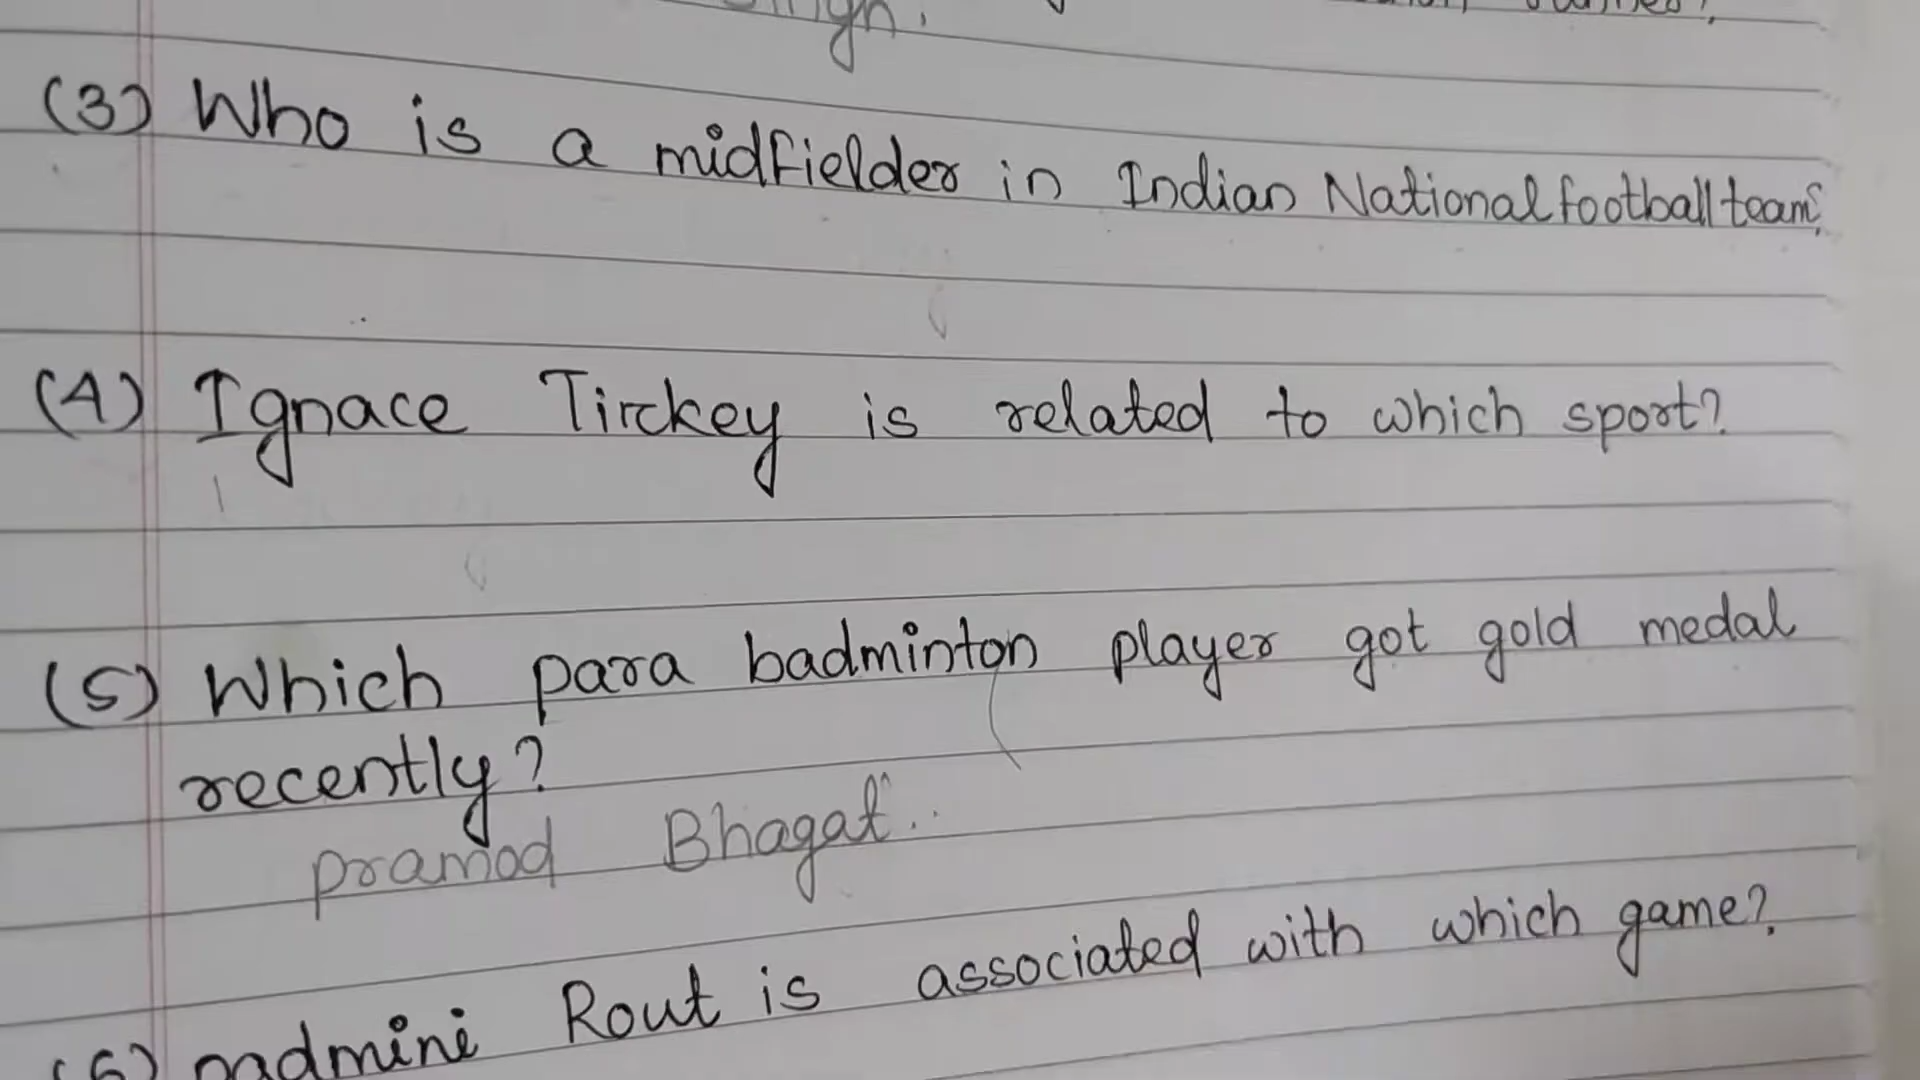 (3) Who is a midfielder in Indian National football team?
(4) Ignace Tirckey is related to which sport?
(5) Which para badminton player got gold medal
recently?
pramod Bhagat..
(6) padmini Rout is associated with which game?